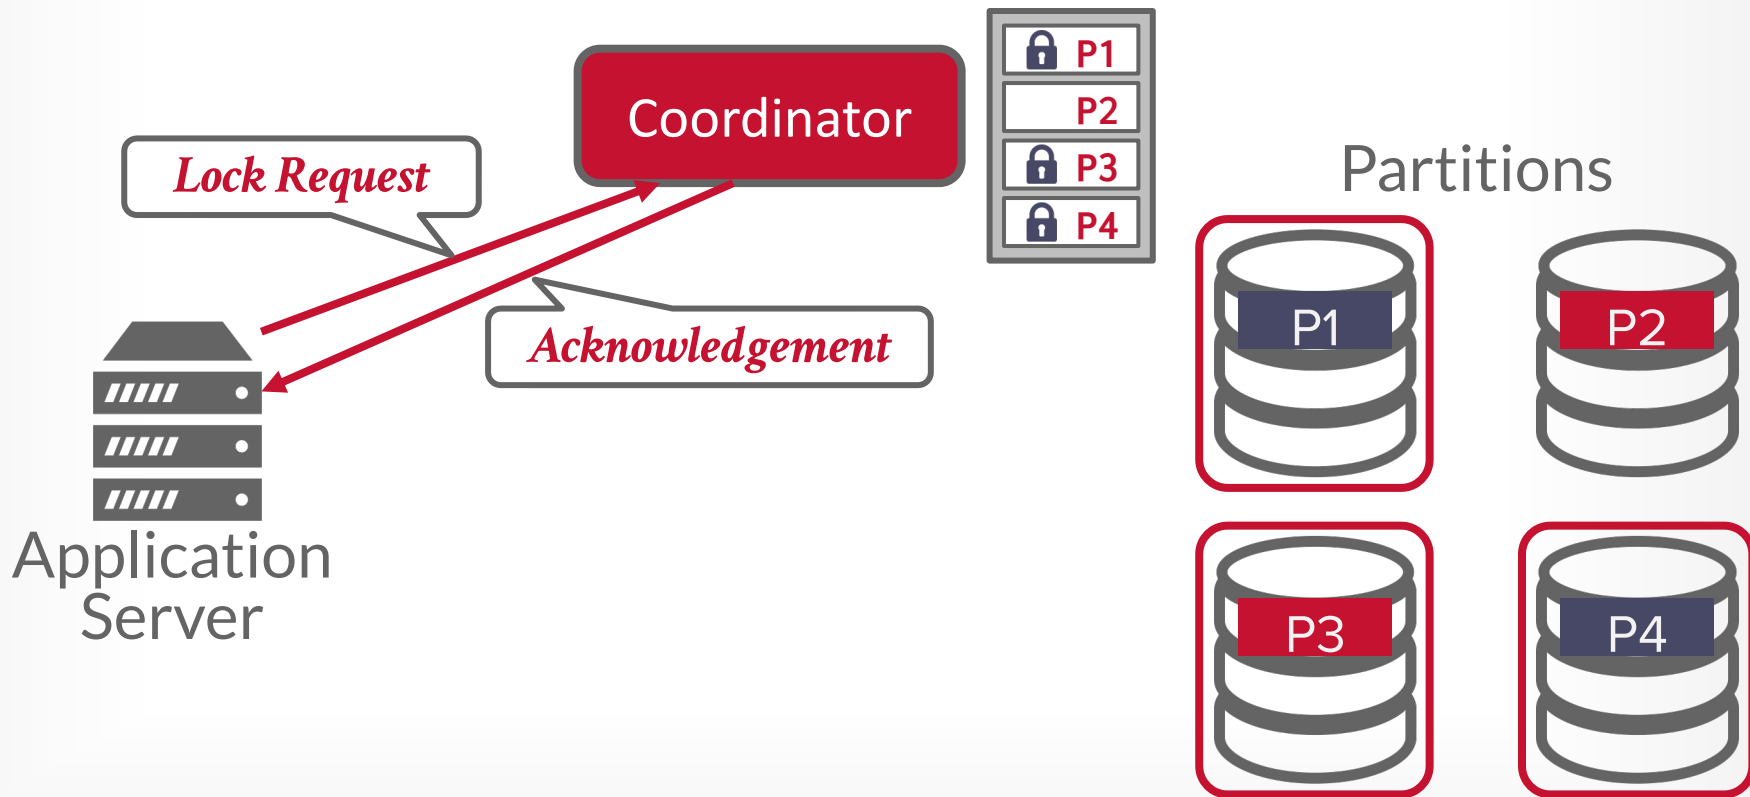 Coordinator
P1
P2
P3
P4
Lock Request
Acknowledgement
Application
Server
Partitions
P1
P2
P3
P4